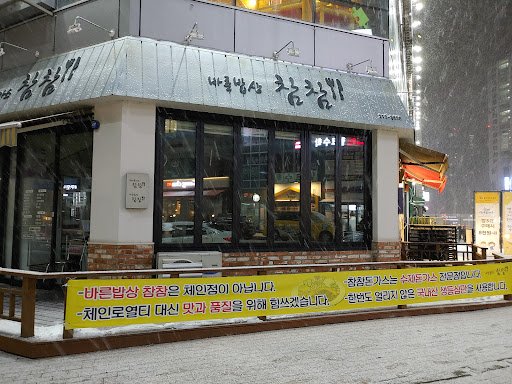 바른밥상 참참!!
참참!!
-바른밥상 참참은 체인점이 아닙니다.
-체인로열티 대신 맛과 품질을 위해 힘쓰겠습니다.
-참참돈가스는 수제돈가스 전문점입니다.
-한번도 얼리지 않은 국내산 생등심만을 사용합니다.